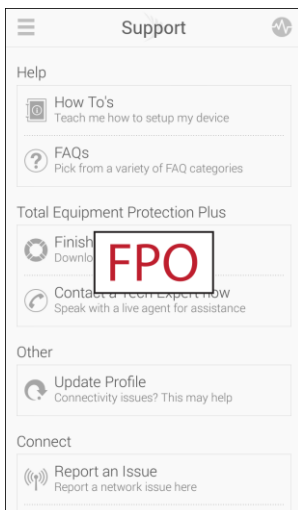 Support
Help
How To's
Teach me how to setup my device
FAQs
Pick from a variety of FAQ categories
Total Equipment Protection Plus
Finish
FPO
Contact a Tech Expert now
Speak with a live agent for assistance
Other
Update Profile
Connectivity issues? This may help
Connect
Report an Issue
Report a network issue here